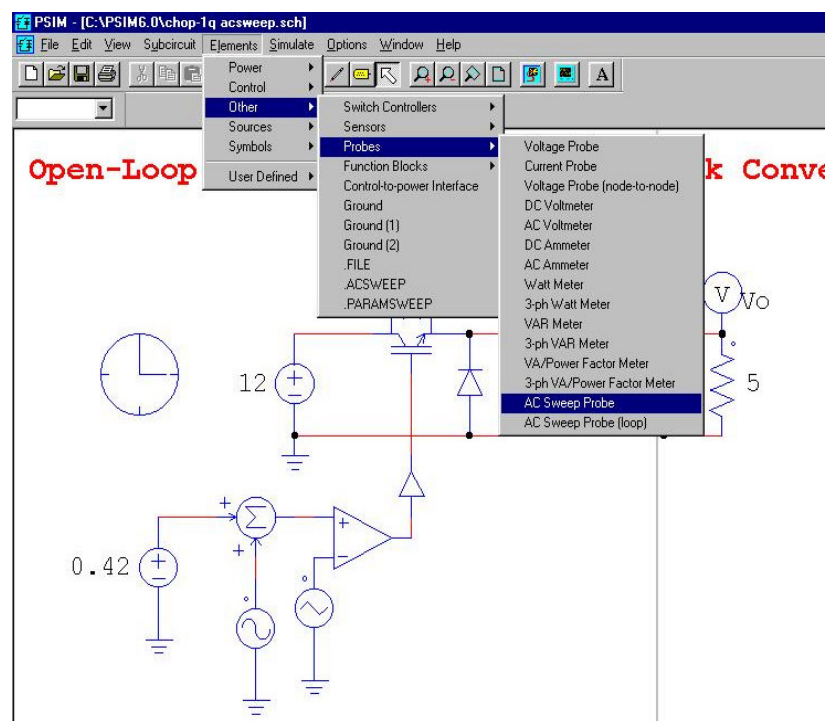 PSIM - [C:\PSIM6.0\chop-1q acsweep.sch]
File Edit View Subcircuit Elements Simulate Options Window Help
A
Power
Control
Other
Sources
Symbols
User Defined
Switch Controllers
Sensors
Probes
Function Blocks
Control-to-power Interface
Ground
Ground (1)
Ground (2)
.FILE
.ACSWEEP
.PARAMSWEEP
Voltage Probe
Current Probe
Voltage Probe (node-to-node)
DC Voltmeter
AC Voltmeter
DC Ammeter
AC Ammeter
Watt Meter
3-ph Watt Meter
VAR Meter
3-ph VAR Meter
VA/Power Factor Meter
3-ph VA/Power Factor Meter
AC Sweep Probe
AC Sweep Probe (loop)
Open-Loop k Conve
V Vo
12
5
0.42
Σ